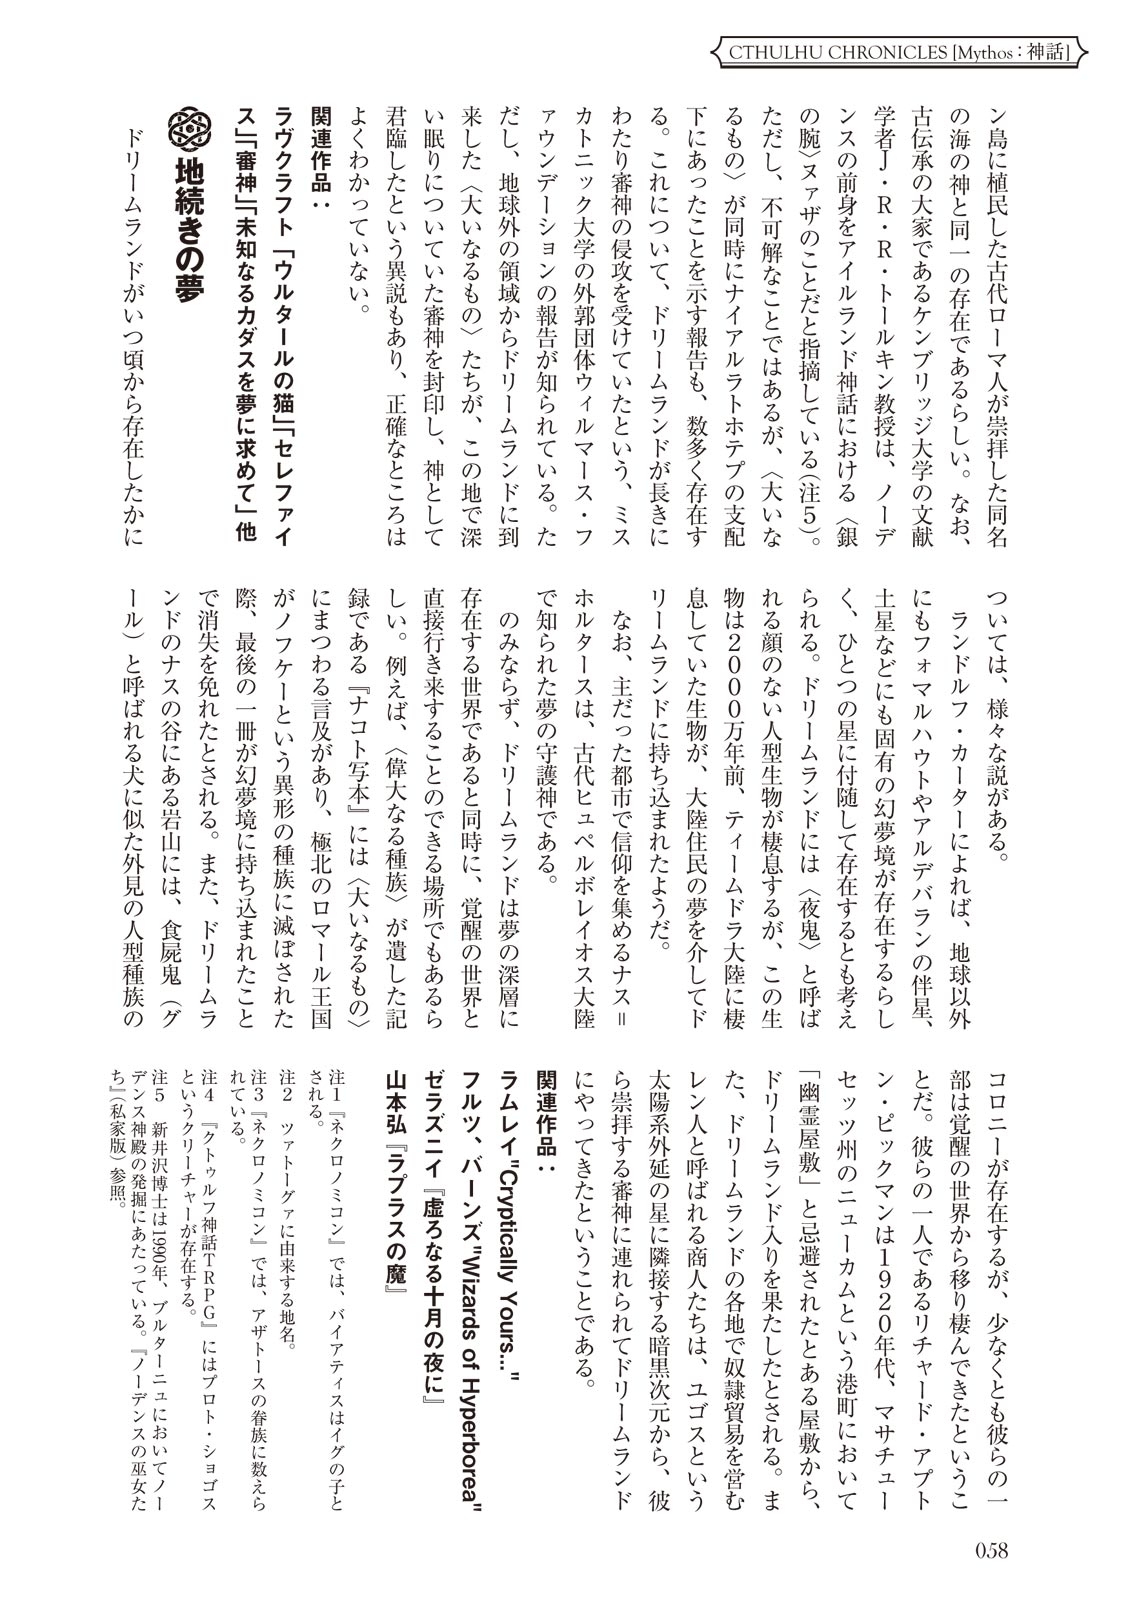 CTHULHU CHRONICLES [Mythos：神話]
ン島に植民した古代ローマ人が崇拝した同名
の海の神と同一の存在であるらしい。なお、
古伝承の大家であるケンブリッジ大学の文献
学者J・R・R・トールキン教授は、ノーデ
ンスの前身をアイルランド神話における〈銀
の腕〉ヌァザのことだと指摘している（注5）。
ただし、不可解なことではあるが、〈大いな
るもの〉が同時にナイアルラトホテプの支配
下にあったことを示す報告も、数多く存在す
る。これについて、ドリームランドが長きに
わたり審神の侵攻を受けていたという、ミス
カトニック大学の外郭団体ウィルマース・フ
ァウンデーションの報告が知られている。た
だし、地球外の領域からドリームランドに到
来した〈大いなるもの〉たちが、この地で深
い眠りについていた審神を封印し、神として
君臨したという異説もあり、正確なところは
よくわかっていない。
関連作品：
ラヴクラフト「ウルタールの猫」「セレファイ
ス」「審神」「未知なるカダスを夢に求めて」他
地続きの夢
ドリームランドがいつ頃から存在したかに
ついては、様々な説がある。
ランドルフ・カーターによれば、地球以外
にもフォマルハウトやアルデバランの伴星、
土星などにも固有の幻夢境が存在するらし
く、ひとつの星に付随して存在するとも考え
られる。ドリームランドには〈夜鬼〉と呼ば
れる顔のない人型生物が棲息するが、この生
物は2000万年前、ティームドラ大陸に棲
息していた生物が、大陸住民の夢を介してド
リームランドに持ち込まれたようだ。
なお、主だった都市で信仰を集めるナス＝
ホルタースは、古代ヒュペルボレイオス大陸
で知られた夢の守護神である。
のみならず、ドリームランドは夢の深層に
存在する世界であると同時に、覚醒の世界と
直接行き来することのできる場所でもあるら
しい。例えば、〈偉大なる種族〉が遺した記
録である『ナコト写本』には〈大いなるもの〉
にまつわる言及があり、極北のロマール王国
がノフケーという異形の種族に滅ぼされた
際、最後の一冊が幻夢境に持ち込まれたこと
で消失を免れたとされる。また、ドリームラ
ンドのナスの谷にある岩山には、食屍鬼（グ
ール）と呼ばれる犬に似た外見の人型種族の
コロニーが存在するが、少なくとも彼らの一
部は覚醒の世界から移り棲んできたというこ
とだ。彼らの一人であるリチャード・アプト
ン・ピックマンは1920年代、マサチュー
セッツ州のニューカムという港町において
「幽霊屋敷」と忌避されたとある屋敷から、
ドリームランド入りを果たしたとされる。ま
た、ドリームランドの各地で奴隷貿易を営む
レン人と呼ばれる商人たちは、ユゴスという
太陽系外延の星に隣接する暗黒次元から、彼
ら崇拝する審神に連れられてドリームランド
にやってきたということである。
関連作品：
ラムレイ"Cryptically Yours..."
フルツ、バーンズ"Wizards of Hyperborea"
ゼラズニイ『虚ろなる十月の夜に』
山本弘『ラプラスの魔』
注1『ネクロノミコン』では、バイアティスはイグの子と
される。
注2　ツァトーグァに由来する地名。
注3『ネクロノミコン』では、アザトースの眷族に数えら
れている。
注4　『クトゥルフ神話TRPG』にはプロト・ショゴス
というクリーチャーが存在する。
注5　新井沢博士は1990年、ブルターニュにおいてノー
デンス神殿の発掘にあたっている。『ノーデンスの巫女た
ち』（私家版）参照。
058